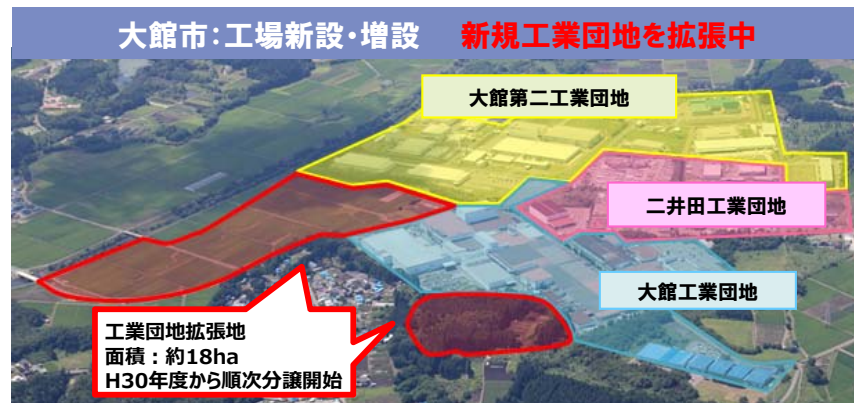 大館市：工場新設・増設　新規工業団地を拡張中
大館第二工業団地
二井田工業団地
大館工業団地
工業団地拡張地
面積：約18ha
H30年度から順次分譲開始